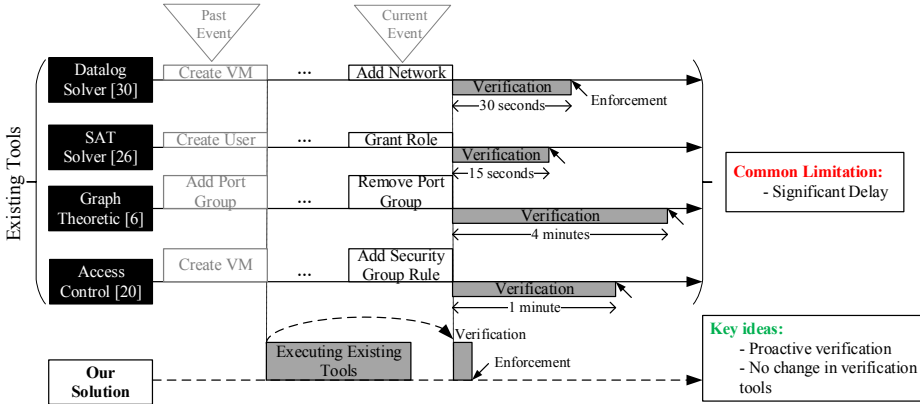 Past
Event
Current
Event
Existing Tools
Datalog
Solver [30]
Create VM
...
Add Network
Verification
30 seconds
Enforcement
SAT
Solver [26]
Create User
...
Grant Role
Verification
15 seconds
Graph
Theoretic [6]
Add Port
Group
...
Remove Port
Group
Verification
4 minutes
Access
Control [20]
Create VM
...
Add Security
Group Rule
Verification
1 minute
Common Limitation:
- Significant Delay
Our
Solution
Executing Existing
Tools
Verification
Enforcement
Key ideas:
- Proactive verification
- No change in verification
tools